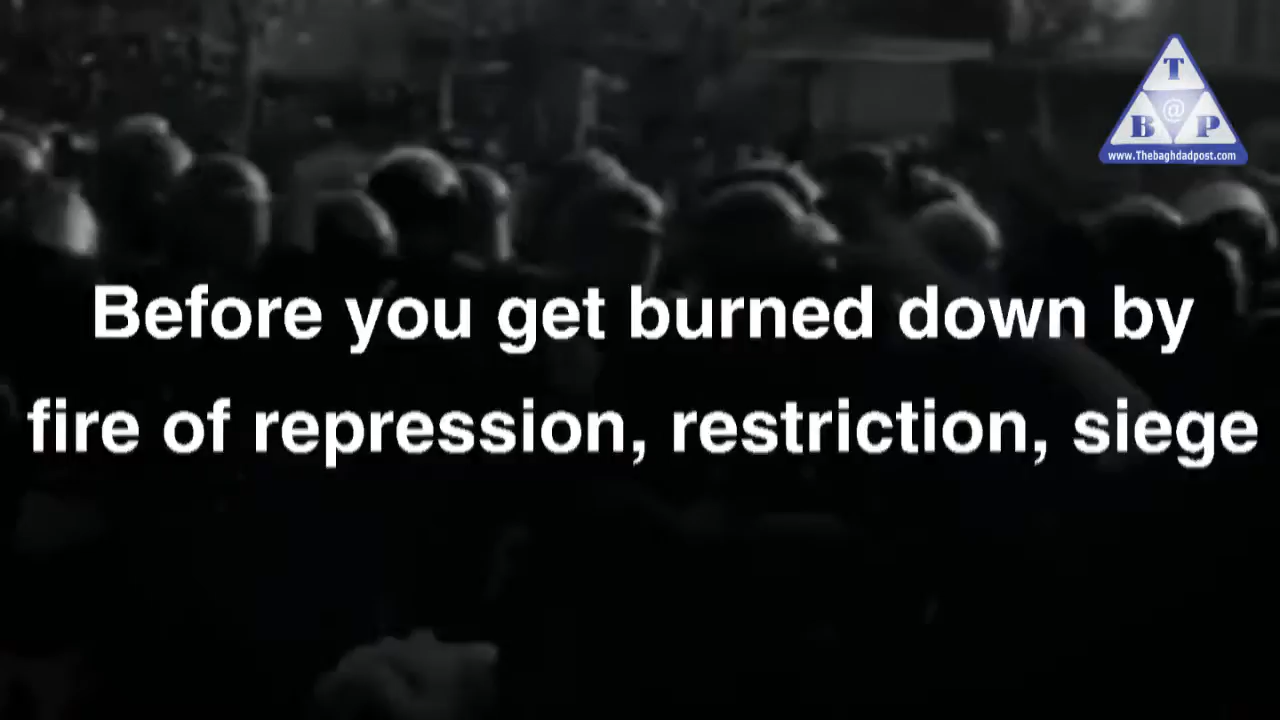 T
@
B P
www.Thebaghdadpost.com
Before you get burned down by
fire of repression, restriction, siege